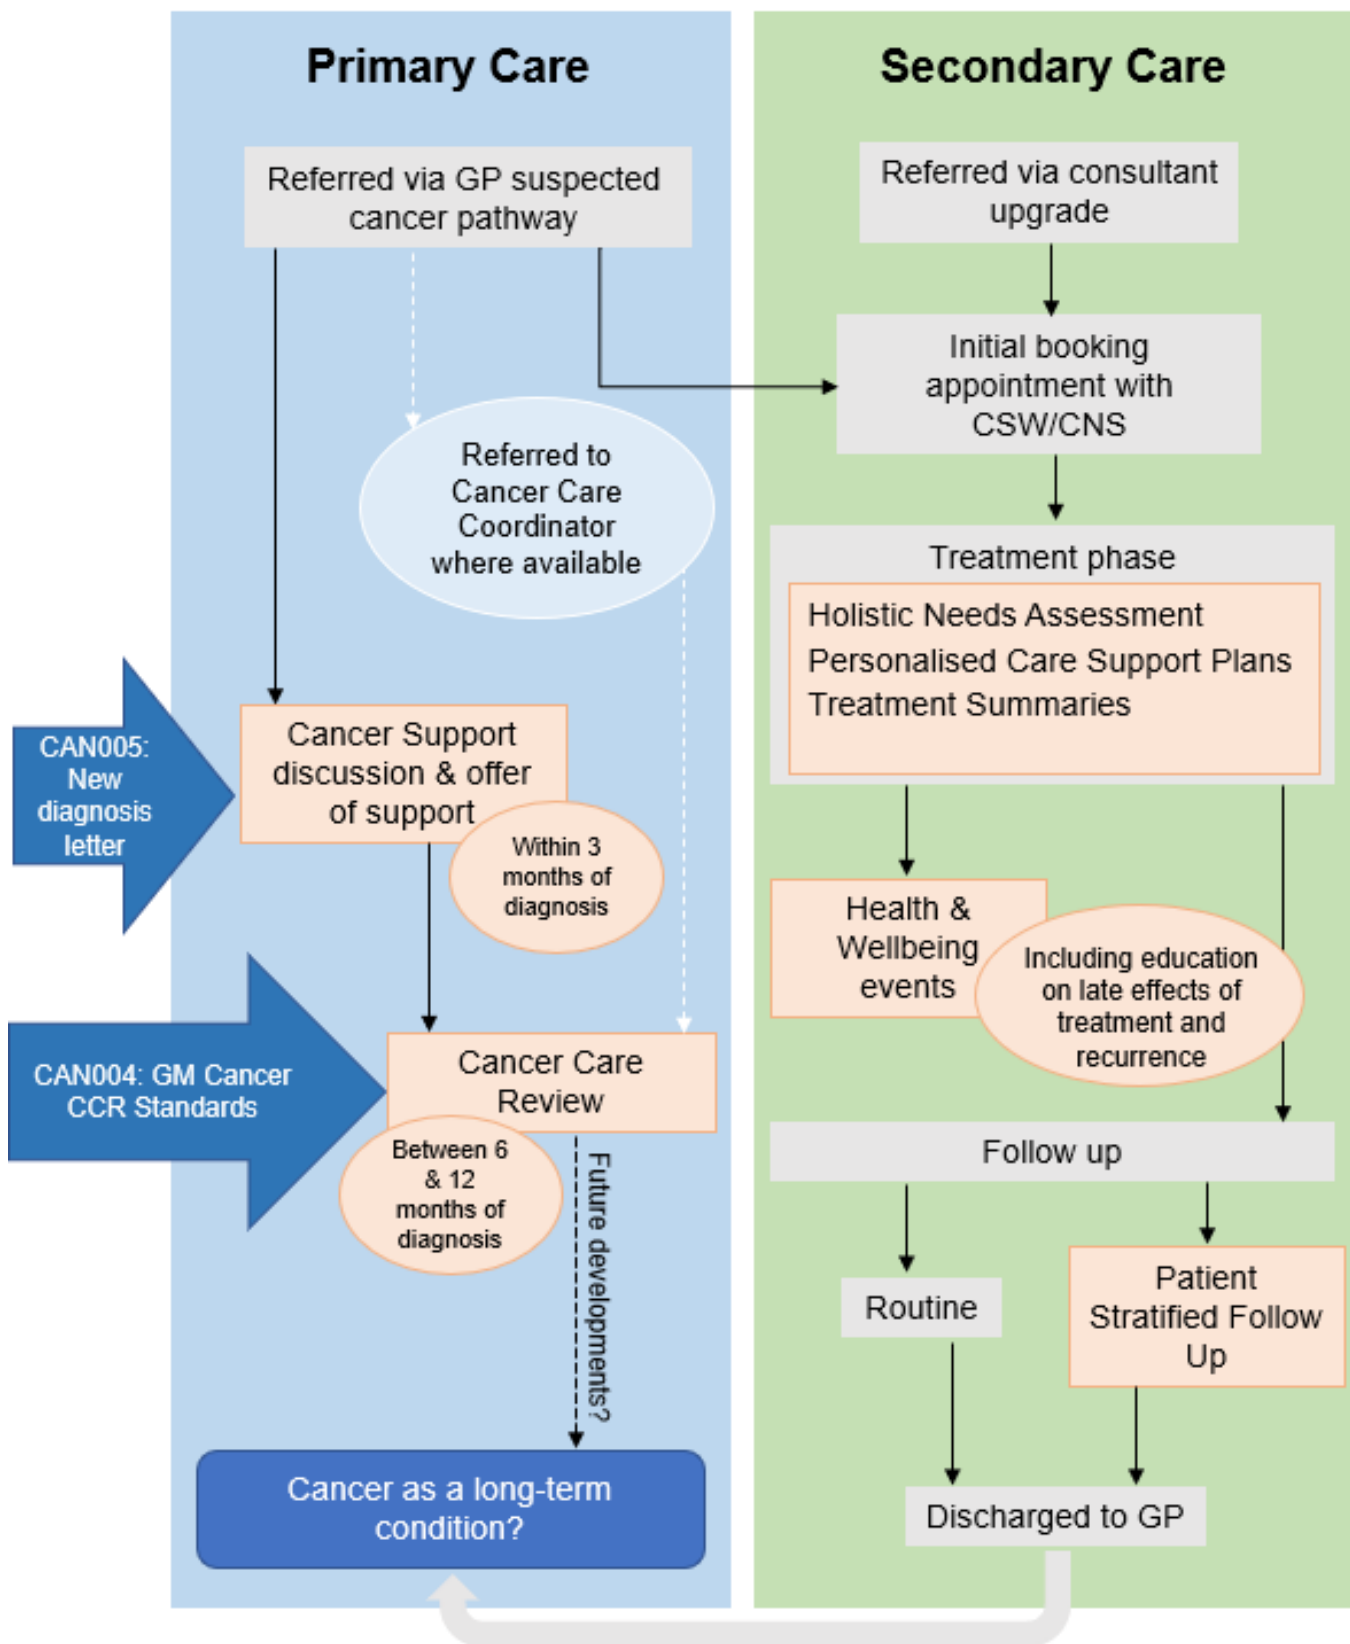 Primary Care
Referred via GP suspected
cancer pathway
Referred to
Cancer Care
Coordinator
where available
CAN005:
New
diagnosis
letter
Cancer Support
discussion & offer
of support
Within 3
months of
diagnosis
CAN004: GM Cancer
CCR Standards
Cancer Care
Review
Between 6
& 12
months of
diagnosis
Future developments?
Cancer as a long-term
condition?
Secondary Care
Referred via consultant
upgrade
Initial booking
appointment with
CSW/CNS
Treatment phase
Holistic Needs Assessment
Personalised Care Support Plans
Treatment Summaries
Health &
Wellbeing
events
Including education
on late effects of
treatment and
recurrence
Follow up
Routine
Patient
Stratified Follow
Up
Discharged to GP